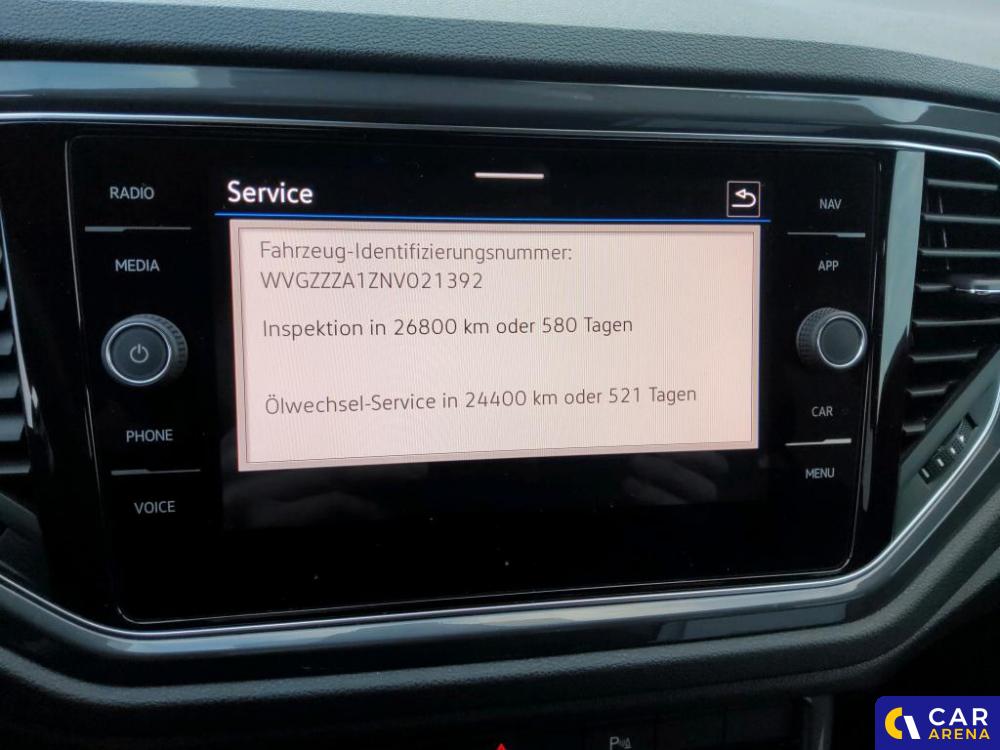 RADIO
MEDIA
PHONE
VOICE
Service
Fahrzeug-Identifizierungsnummer:
WVGZZZA1ZNV021392
Inspektion in 26800 km oder 580 Tagen
Ölwechsel-Service in 24400 km oder 521 Tagen
NAV
APP
CAR
MENU
CAR
ARENA